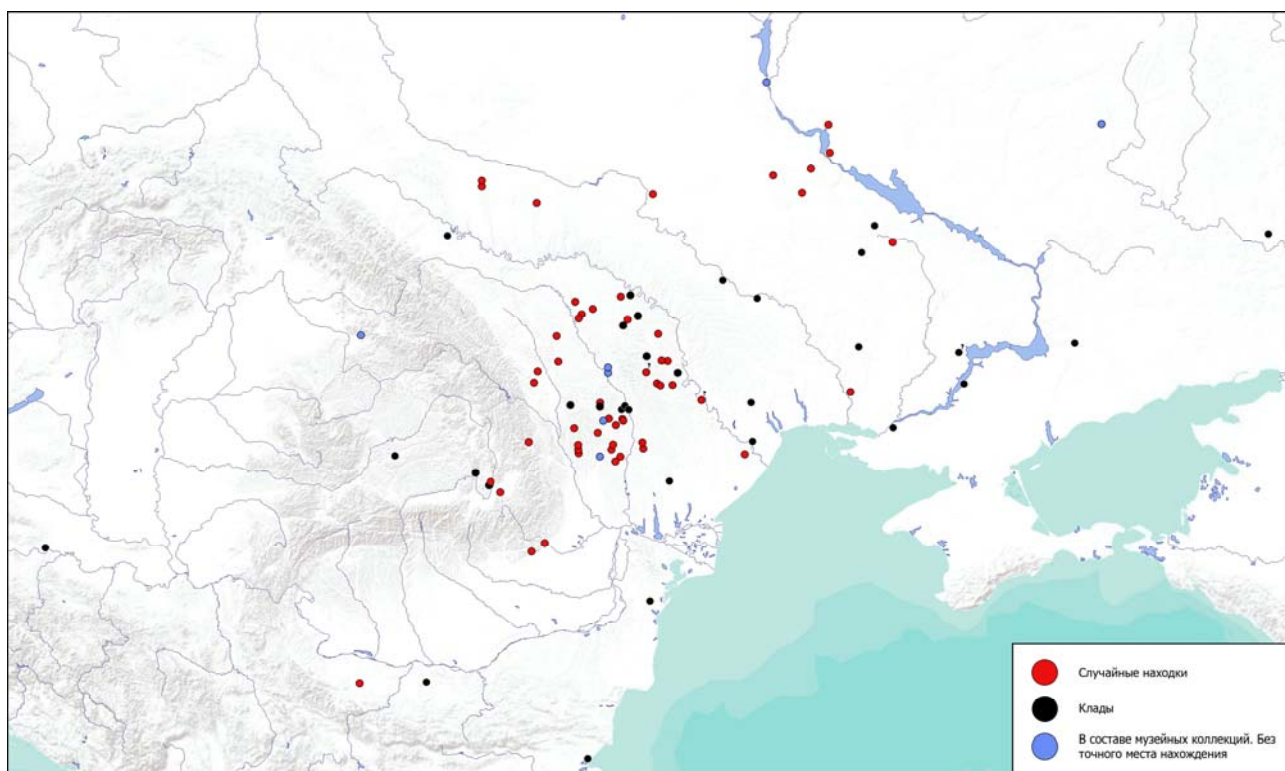 Случайные находки
Клады
В составе музейных коллекций. Без
точного места нахождения